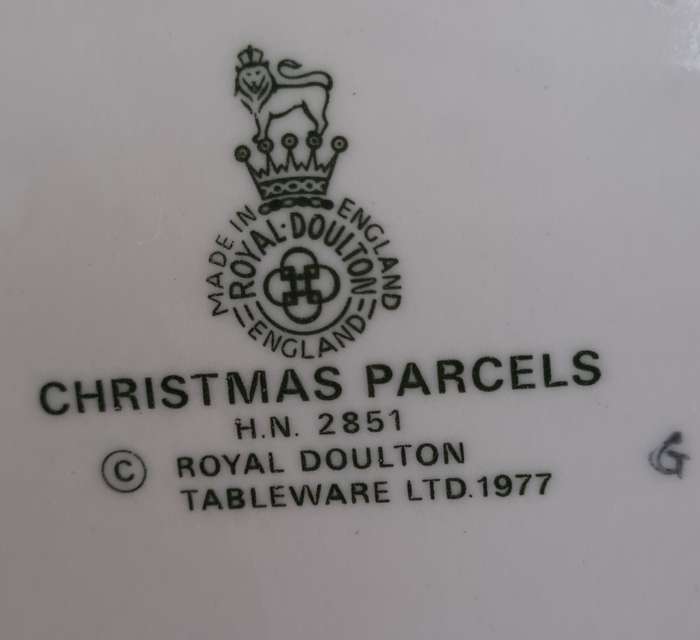 MADE IN ENGLAND
ROYAL·DOULTON
ENGLAND
CHRISTMAS PARCELS
H.N. 2851
© ROYAL DOULTON
TABLEWARE LTD.1977
G